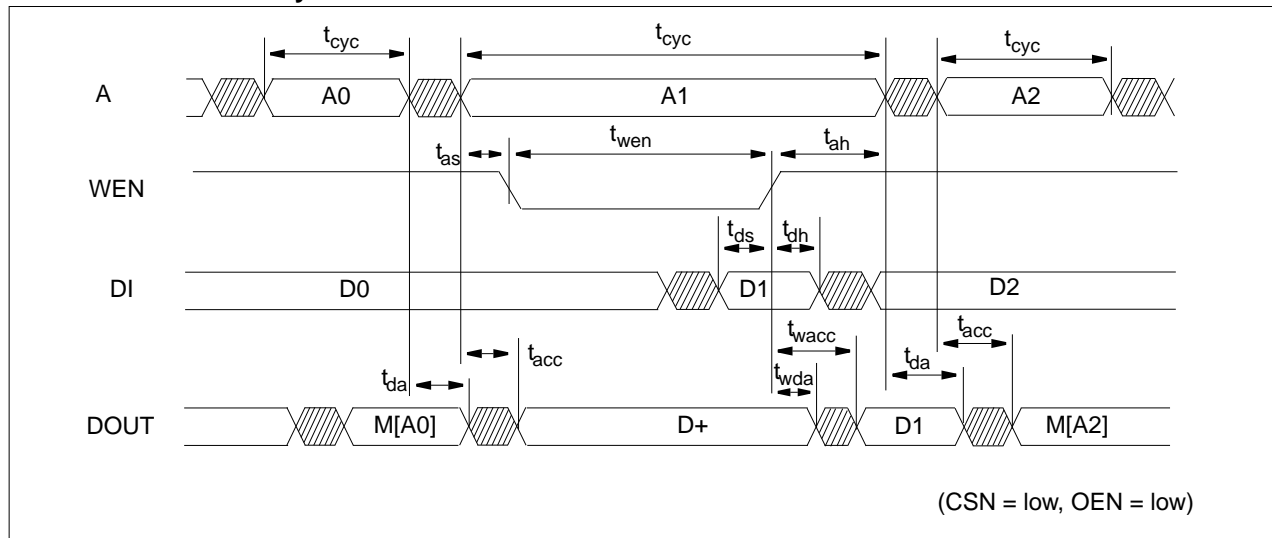 tcyc tcyc tcyc
A A0 A1 A2
tas twen tah
WEN
tds tdh
DI D0 D1 D2
twacc tacc
tda tacc twda tda
DOUT M[A0] D+ D1 M[A2]
(CSN = low, OEN = low)